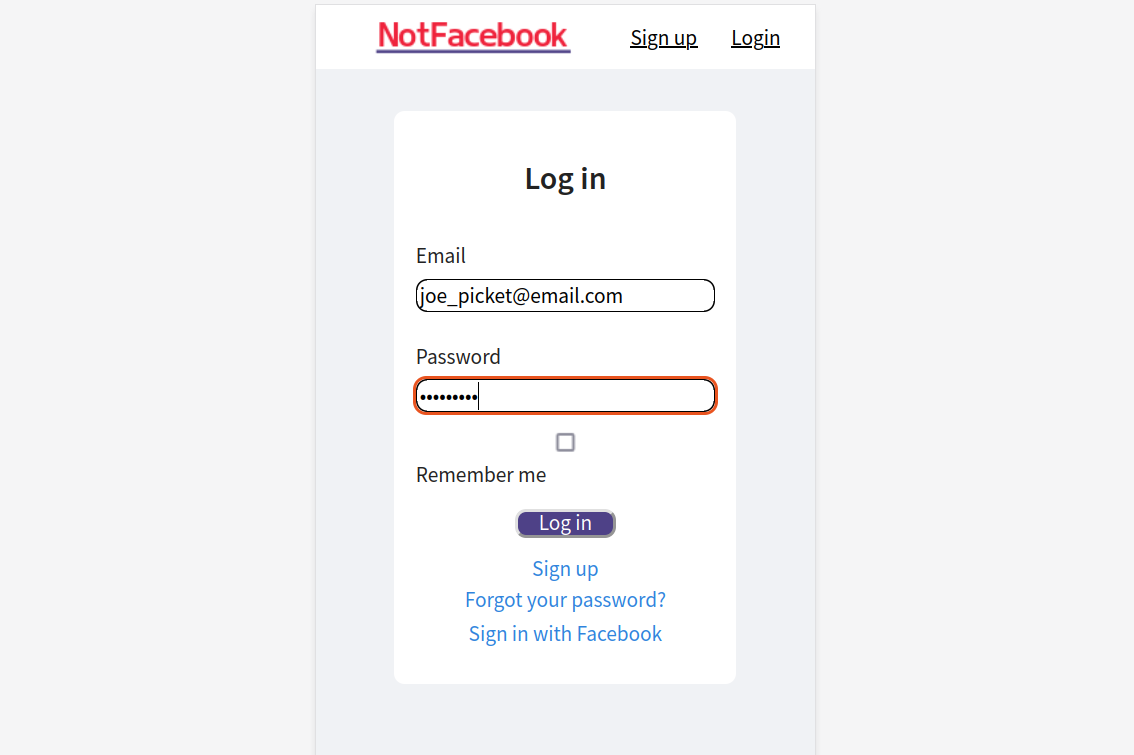 NotFacebook
Sign up
Login
Log in
Email
joe_picket@email.com
Password
•••••••••
Remember me
Log in
Sign up
Forgot your password?
Sign in with Facebook